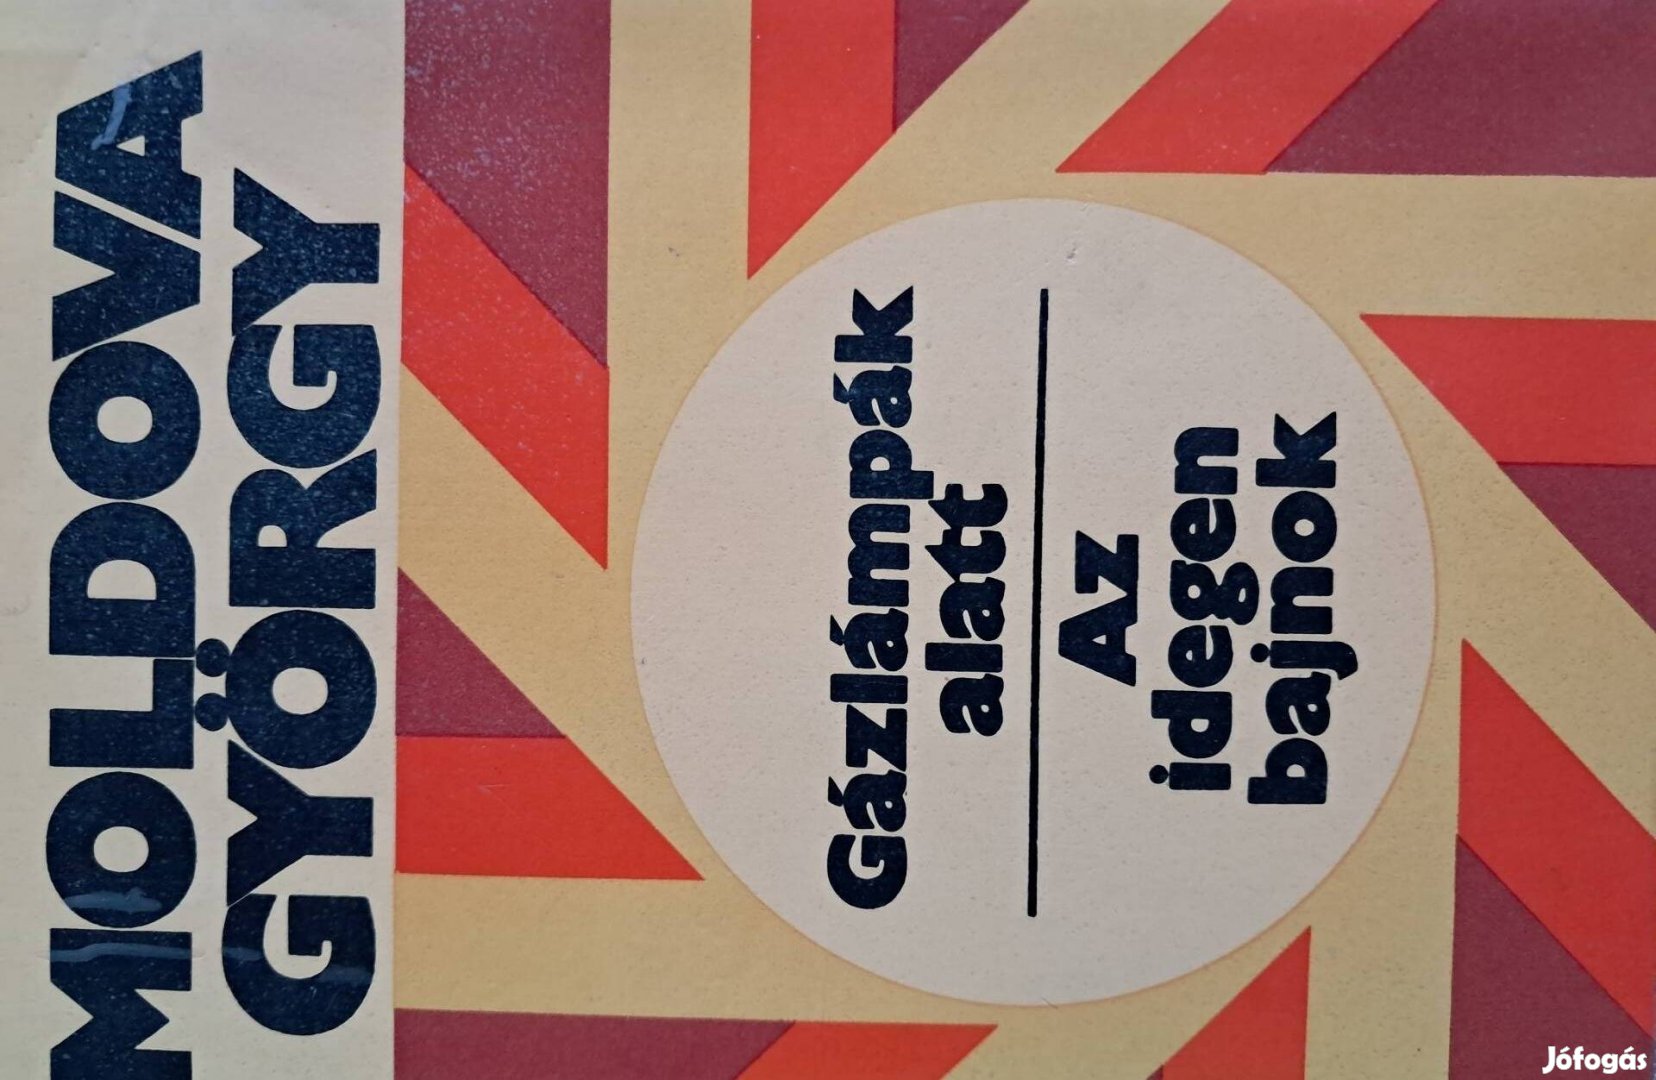 MOLDOVA
GYÖRGY
Gázlámpák
alatt
Az
idegen
bajnok
Jófogás